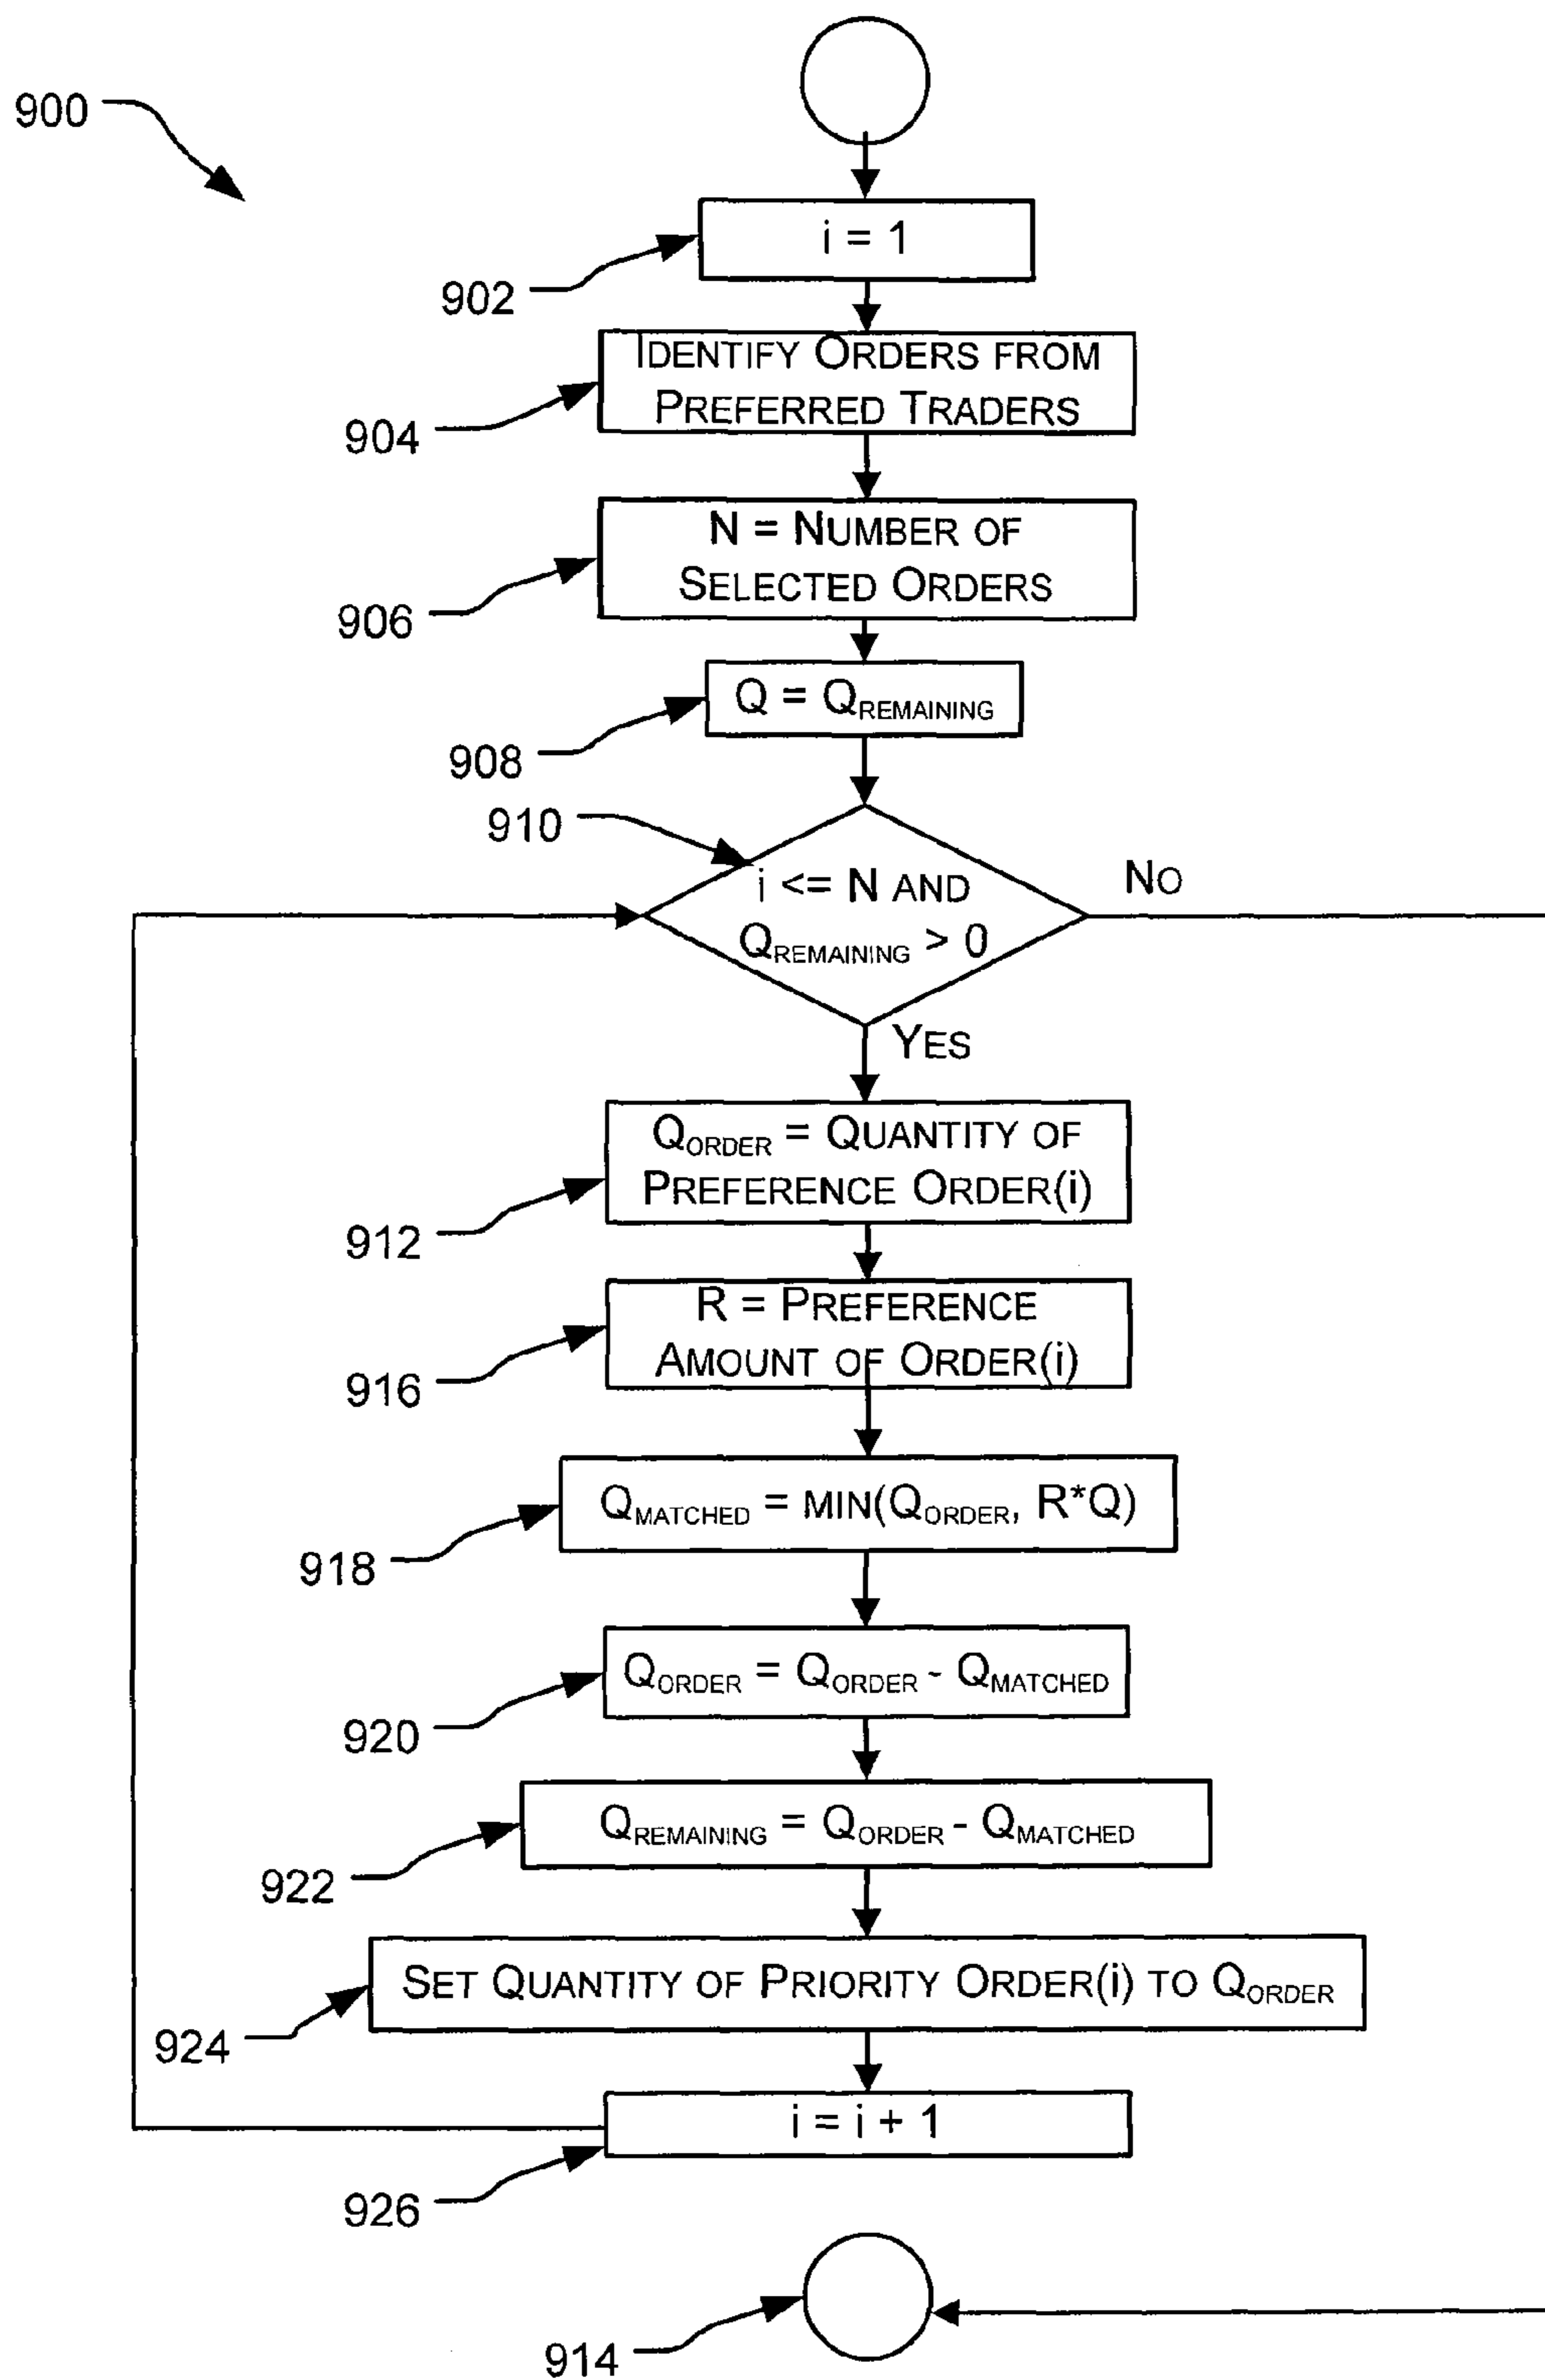 900
i = 1
902
IDENTIFY ORDERS FROM
PREFERRED TRADERS
904
N = NUMBER OF
SELECTED ORDERS
906
Q = QREMAINING
908
910
i <= N AND
QREMAINING > 0
NO
YES
QORDER = QUANTITY OF
PREFERENCE ORDER(i)
912
R = PREFERENCE
AMOUNT OF ORDER(i)
916
QMATCHED = MIN(QORDER, R*Q)
918
QORDER = QORDER - QMATCHED
920
QREMAINING = QORDER - QMATCHED
922
SET QUANTITY OF PRIORITY ORDER(i) TO QORDER
924
i = i + 1
926
914